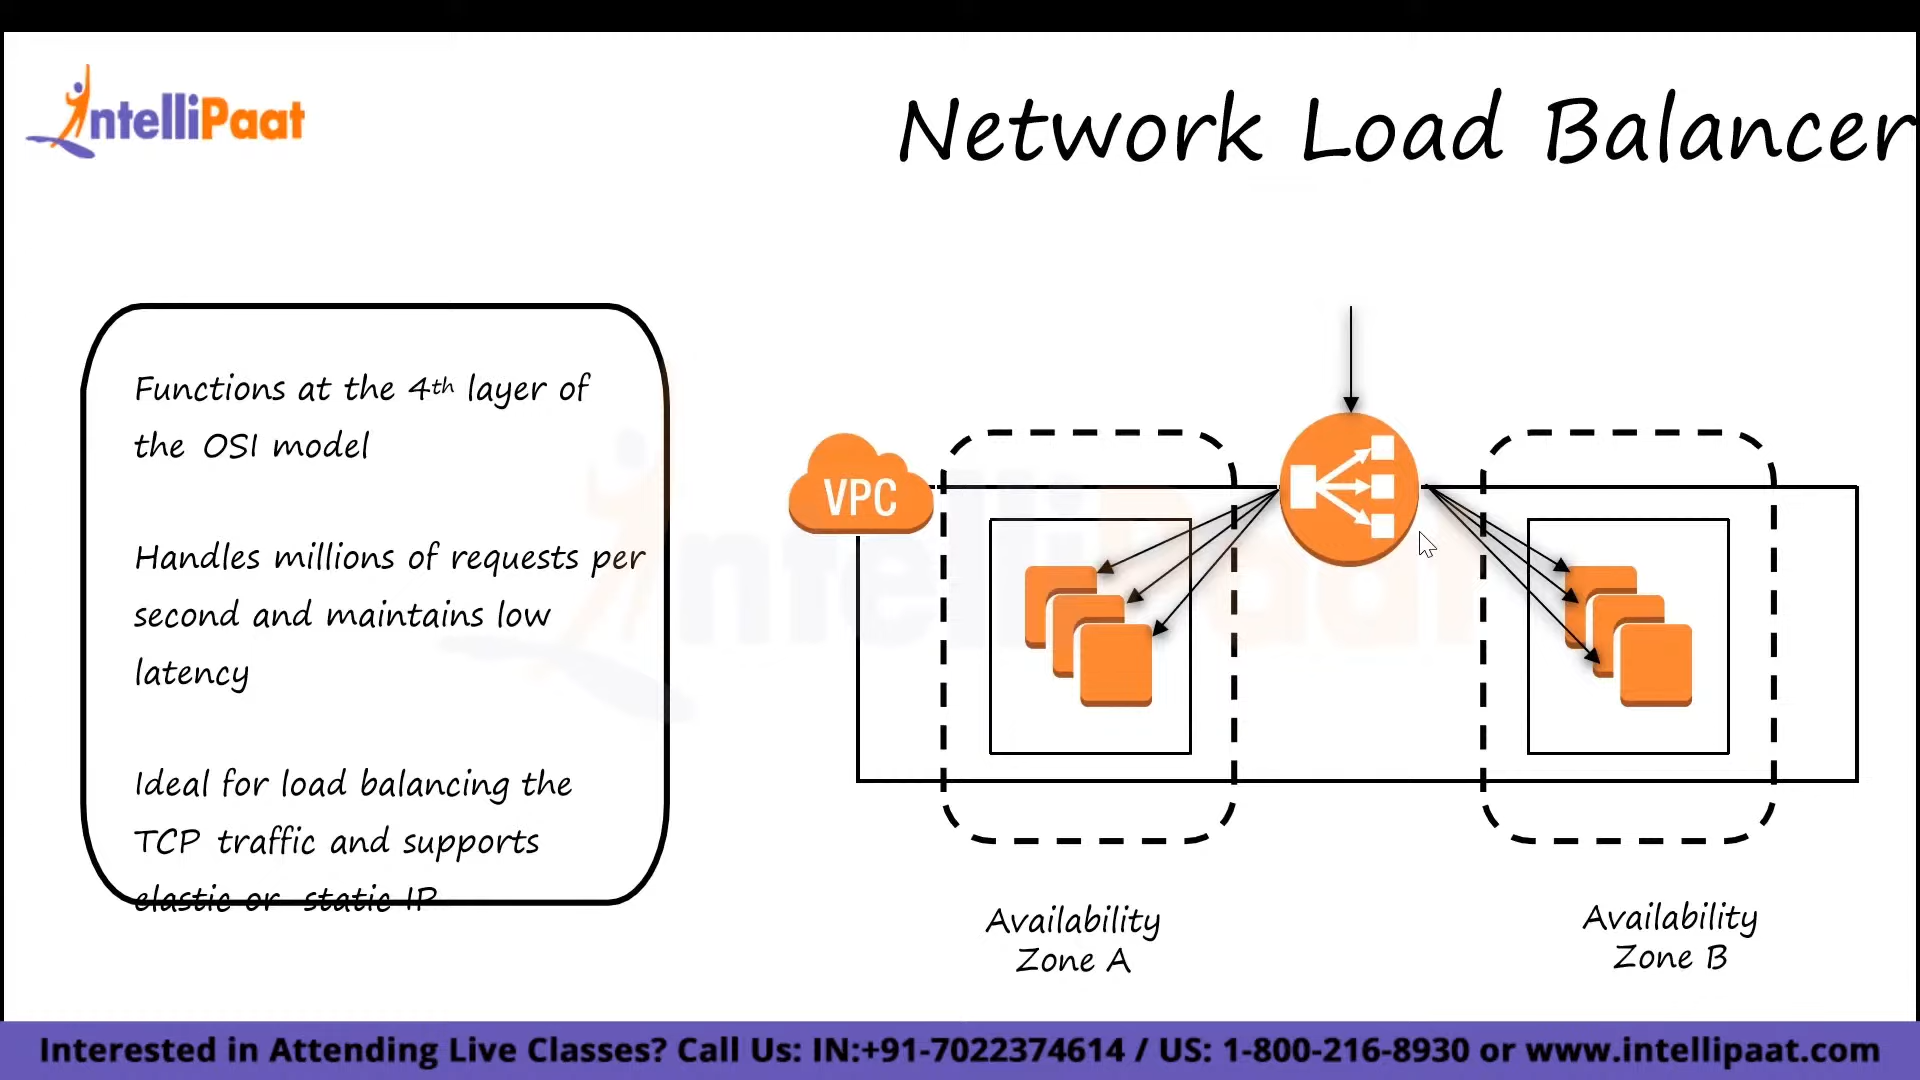 IntelliPaat
Network Load Balancer
Functions at the 4th layer of
the OSI model
Handles millions of requests per
second and maintains low
latency
Ideal for load balancing the
TCP traffic and supports
elastic or static IP
VPC
Availability
Zone A
Availability
Zone B
IntelliPaat
Interested in Attending Live Classes? Call Us: IN:+91-7022374614 / US: 1-800-216-8930 or www.intellipaat.com